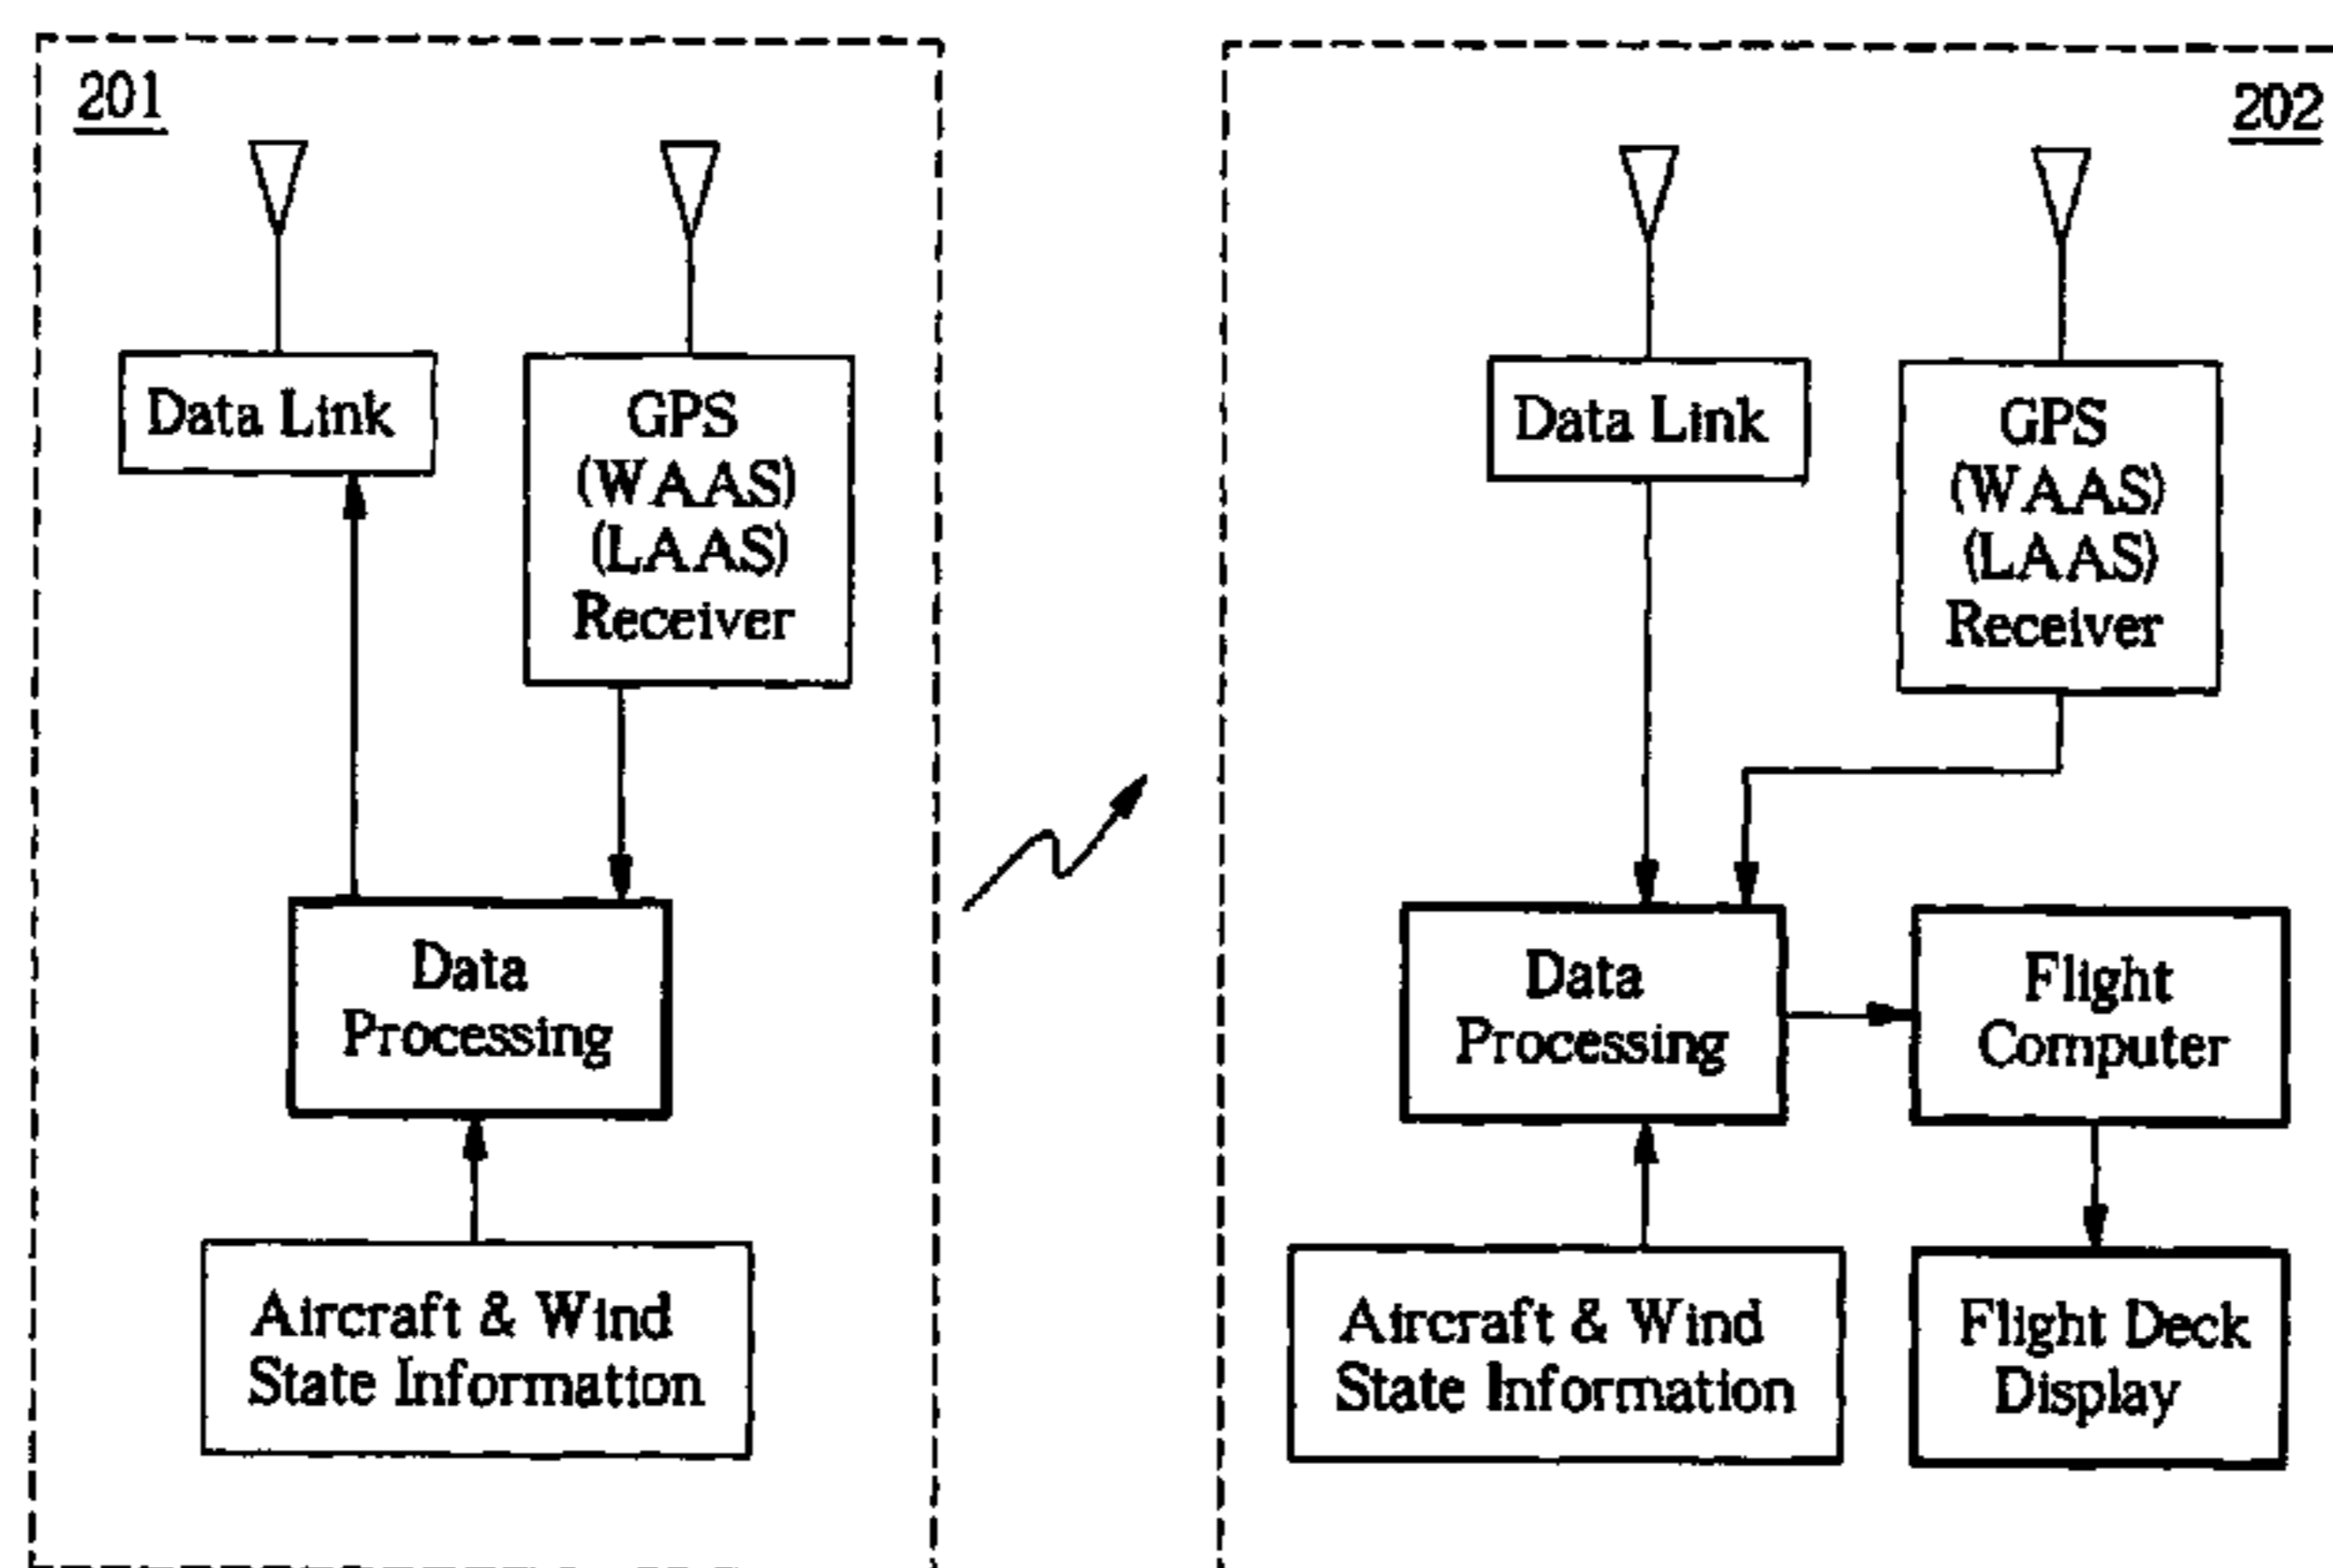 201
Data Link
GPS
(WAAS)
(LAAS)
Receiver
Data
Processing
Aircraft & Wind
State Information
202
Data Link
GPS
(WAAS)
(LAAS)
Receiver
Data
Processing
Flight
Computer
Aircraft & Wind
State Information
Flight Deck
Display